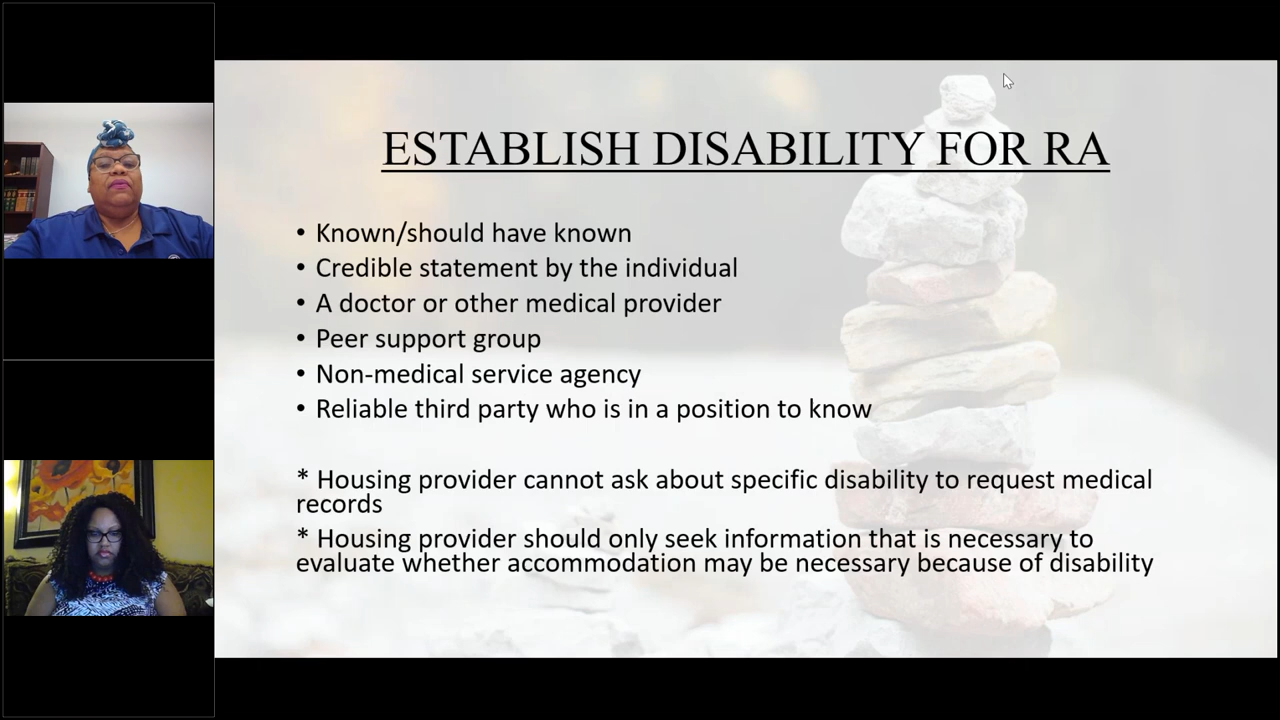 ESTABLISH DISABILITY FOR RA
• Known/should have known
• Credible statement by the individual
• A doctor or other medical provider
• Peer support group
• Non-medical service agency
• Reliable third party who is in a position to know
* Housing provider cannot ask about specific disability to request medical
records
* Housing provider should only seek information that is necessary to
evaluate whether accommodation may be necessary because of disability